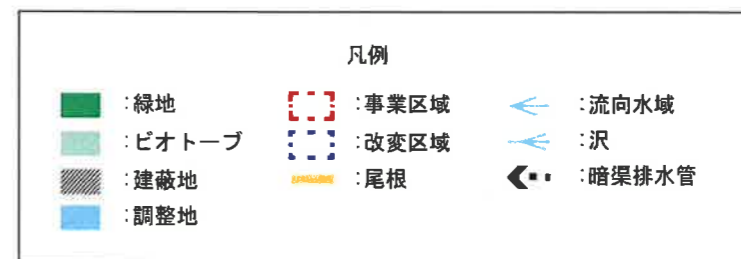 凡例
:緑地 :事業区域 :流向水域
:ビオトーブ :改変区域 :沢
:建蔽地 :尾根 :暗渠排水管
:調整地